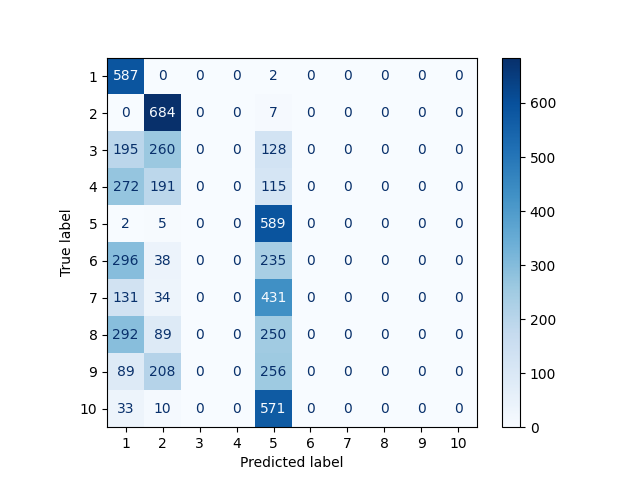 1 587 0 0 0 2 0 0 0 0 0
2 0 684 0 0 7 0 0 0 0 0
3 195 260 0 0 128 0 0 0 0 0
4 272 191 0 0 115 0 0 0 0 0
5 2 5 0 0 589 0 0 0 0 0
6 296 38 0 0 235 0 0 0 0 0
7 131 34 0 0 431 0 0 0 0 0
8 292 89 0 0 250 0 0 0 0 0
9 89 208 0 0 256 0 0 0 0 0
10 33 10 0 0 571 0 0 0 0 0
1 2 3 4 5 6 7 8 9 10
Predicted label
True label
600
500
400
300
200
100
0